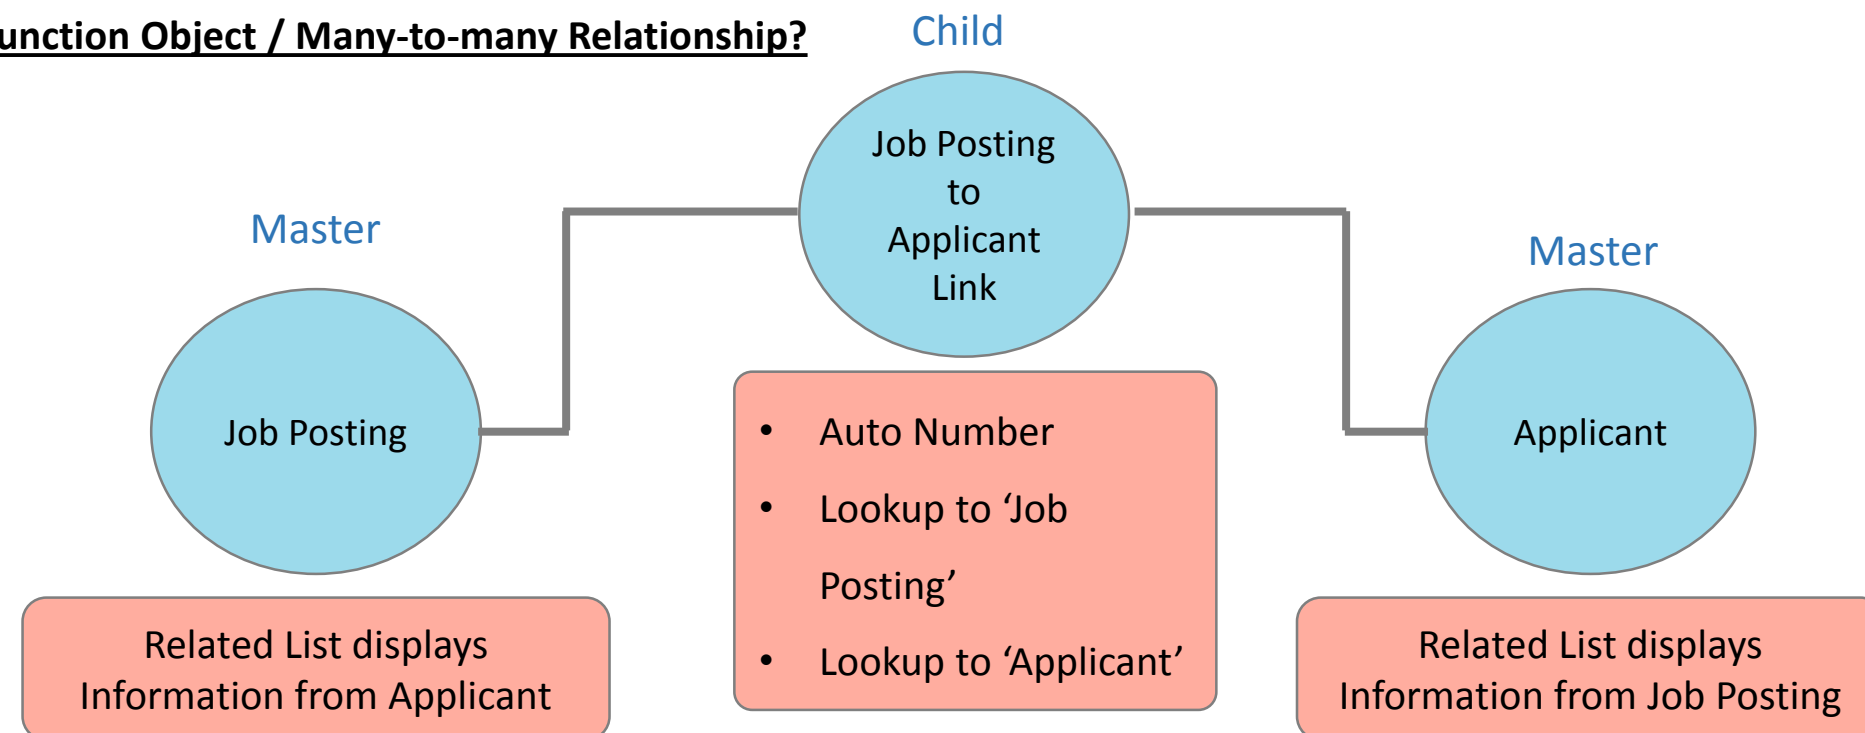 unction Object / Many-to-many Relationship?
Child
Job Posting
to
Applicant
Link
Master
Master
Job Posting
Applicant
• Auto Number
• Lookup to ‘Job
Posting’
• Lookup to ‘Applicant’
Related List displays
Information from Applicant
Related List displays
Information from Job Posting